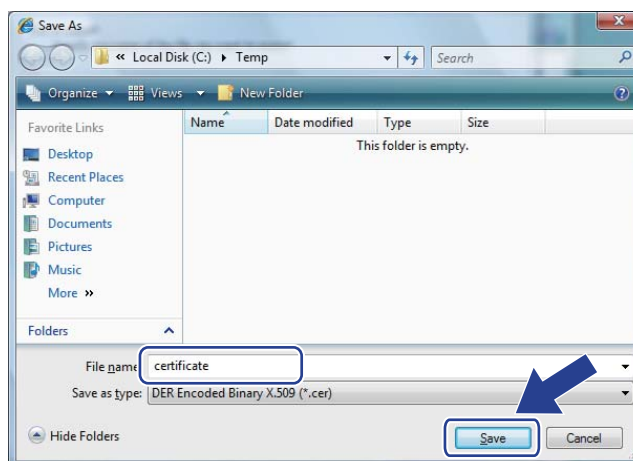 Save As
« Local Disk (C:) ▸ Temp
Search
Organize Views New Folder
Favorite Links
Name Date modified Type Size
This folder is empty.
Desktop
Recent Places
Computer
Documents
Pictures
Music
More »
Folders
File name certificate
Save as type: DER Encoded Binary X.509 (*.cer)
Hide Folders
Save Cancel